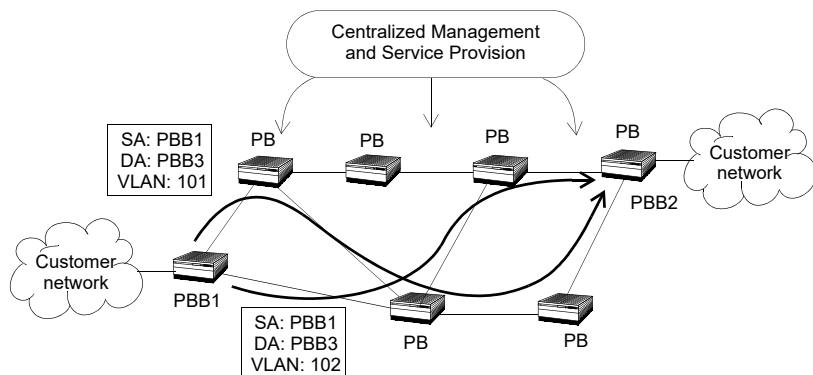 Centralized Management
and Service Provision
SA: PBB1
DA: PBB3
VLAN: 101
PB
PB
PB
PB
Customer
network
PBB2
Customer
network
PBB1
SA: PBB1
DA: PBB3
VLAN: 102
PB
PB